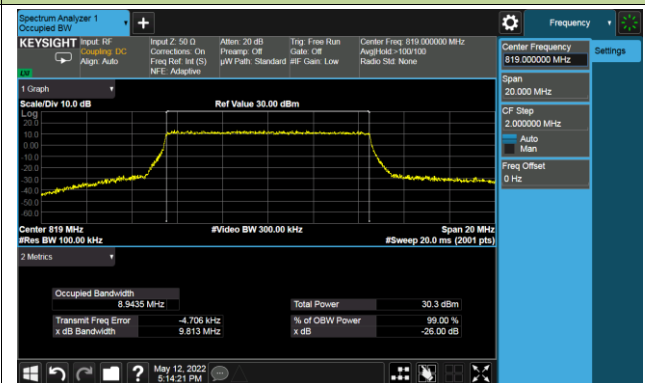 Spectrum Analyzer 1
Occupied BW
Frequency
KEYSIGHT
Input: RF
Coupling: DC
Align: Auto
Input Z: 50 Ω
Corrections: On
Freq Ref: Int (S)
NFE: Adaptive
Atten: 20 dB
Preamp: Off
µW Path: Standard
Trig: Free Run
Gate: Off
#IF Gain: Low
Center Freq: 819.000000 MHz
Avg|Hold:>100/100
Radio Std: None
Center Frequency
819.000000 MHz
Settings
Span
20.000 MHz
CF Step
2.000000 MHz
Auto
Man
Freq Offset
0 Hz
1 Graph
Scale/Div 10.0 dB
Ref Value 30.00 dBm
Log
20.0
10.0
0.00
-10.0
-20.0
-30.0
-40.0
-50.0
-60.0
Center 819 MHz
#Video BW 300.00 kHz
Span 20 MHz
#Res BW 100.00 kHz
#Sweep 20.0 ms (2001 pts)
2 Metrics
Occupied Bandwidth
8.9435 MHz
Total Power
30.3 dBm
Transmit Freq Error
-4.706 kHz
% of OBW Power
99.00 %
x dB Bandwidth
9.813 MHz
x dB
-26.00 dB
?
May 12, 2022
5:14:21 PM